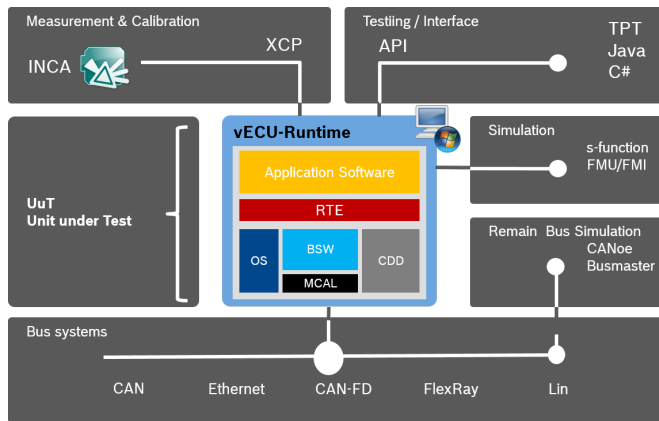 Measurement & Calibration
INCA
XCP
Testiing / Interface
API
TPT
Java
C#
UuT
Unit under Test
vECU-Runtime
Application Software
RTE
OS
BSW
MCAL
CDD
Simulation
s-function
FMU/FMI
Remain Bus Simulation
CANoe
Busmaster
Bus systems
CAN
Ethernet
CAN-FD
FlexRay
Lin